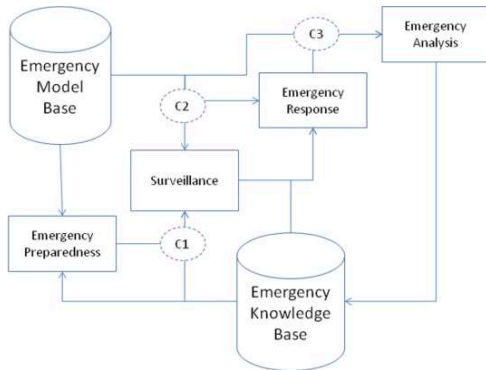 C3
Emergency
Analysis
Emergency
Model
Base
C2
Emergency
Response
Surveillance
Emergency
Preparedness
C1
Emergency
Knowledge
Base